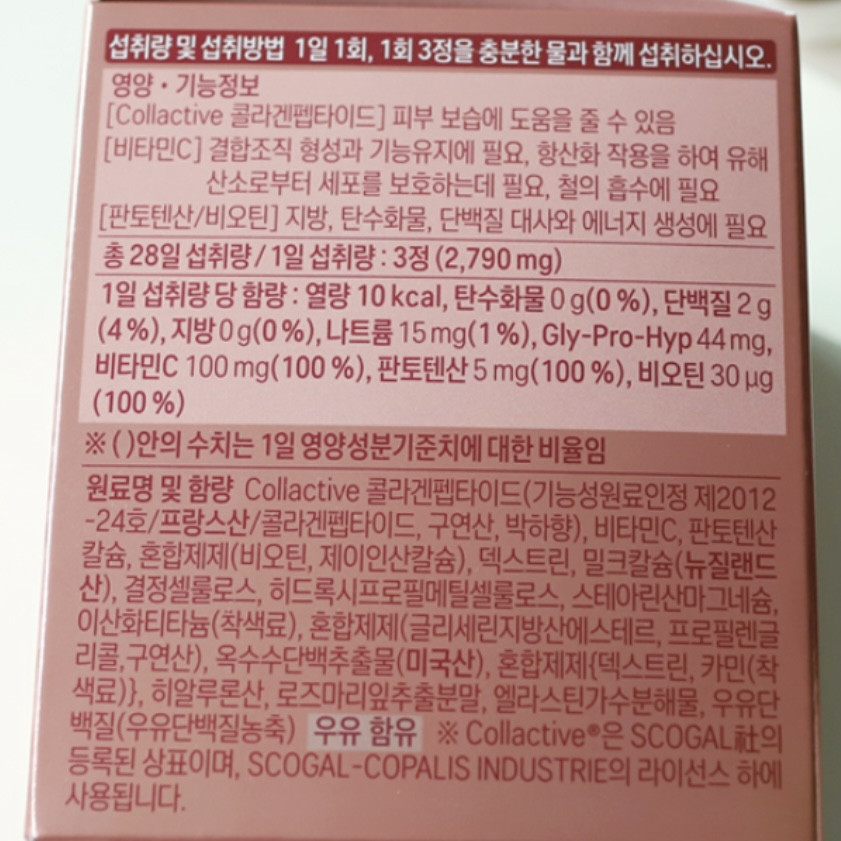 섭취량 및 섭취방법 1일 1회, 1회 3정을 충분한 물과 함께 섭취하십시오.
영양・기능정보
[Collactive 콜라겐펩타이드] 피부 보습에 도움을 줄 수 있음
[비타민C] 결합조직 형성과 기능유지에 필요, 항산화 작용을 하여 유해
산소로부터 세포를 보호하는데 필요, 철의 흡수에 필요
[판토텐산/비오틴] 지방, 탄수화물, 단백질 대사와 에너지 생성에 필요
총 28일 섭취량 / 1일 섭취량 : 3정 (2,790 mg)
1일 섭취량 당 함량 : 열량 10 kcal, 탄수화물 0 g(0 %), 단백질 2 g
(4 %), 지방 0 g(0 %), 나트륨 15 mg(1 %), Gly-Pro-Hyp 44 mg,
비타민C 100 mg(100 %), 판토텐산 5 mg(100 %), 비오틴 30 μg
(100 %)
※ ( )안의 수치는 1일 영양성분기준치에 대한 비율임
원료명 및 함량 Collactive 콜라겐펩타이드(기능성원료인정 제2012
-24호/프랑스산/콜라겐펩타이드, 구연산, 박하향), 비타민C, 판토텐산
칼슘, 혼합제제(비오틴, 제이인산칼슘), 덱스트린, 밀크칼슘(뉴질랜드
산), 결정셀룰로스, 히드록시프로필메틸셀룰로스, 스테아린산마그네슘,
이산화티타늄(착색료), 혼합제제(글리세린지방산에스테르, 프로필렌글
리콜,구연산), 옥수수단백추출물(미국산), 혼합제제{덱스트린, 카민(착
색료)}, 히알루론산, 로즈마리잎추출분말, 엘라스틴가수분해물, 우유단
백질(우유단백질농축) 우유 함유 ※ Collactive®은 SCOGAL社의
등록된 상표이며, SCOGAL-COPALIS INDUSTRIE의 라이선스 하에
사용됩니다.